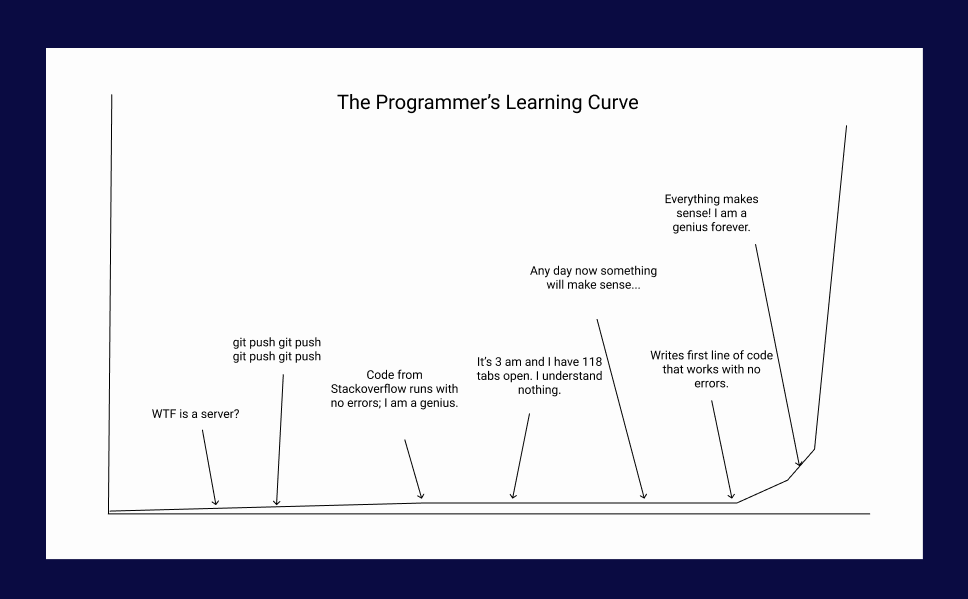 The Programmer’s Learning Curve
WTF is a server?
git push git push
git push git push
Code from
Stackoverflow runs with
no errors; I am a genius.
It’s 3 am and I have 118
tabs open. I understand
nothing.
Any day now something
will make sense...
Writes first line of code
that works with no
errors.
Everything makes
sense! I am a
genius forever.